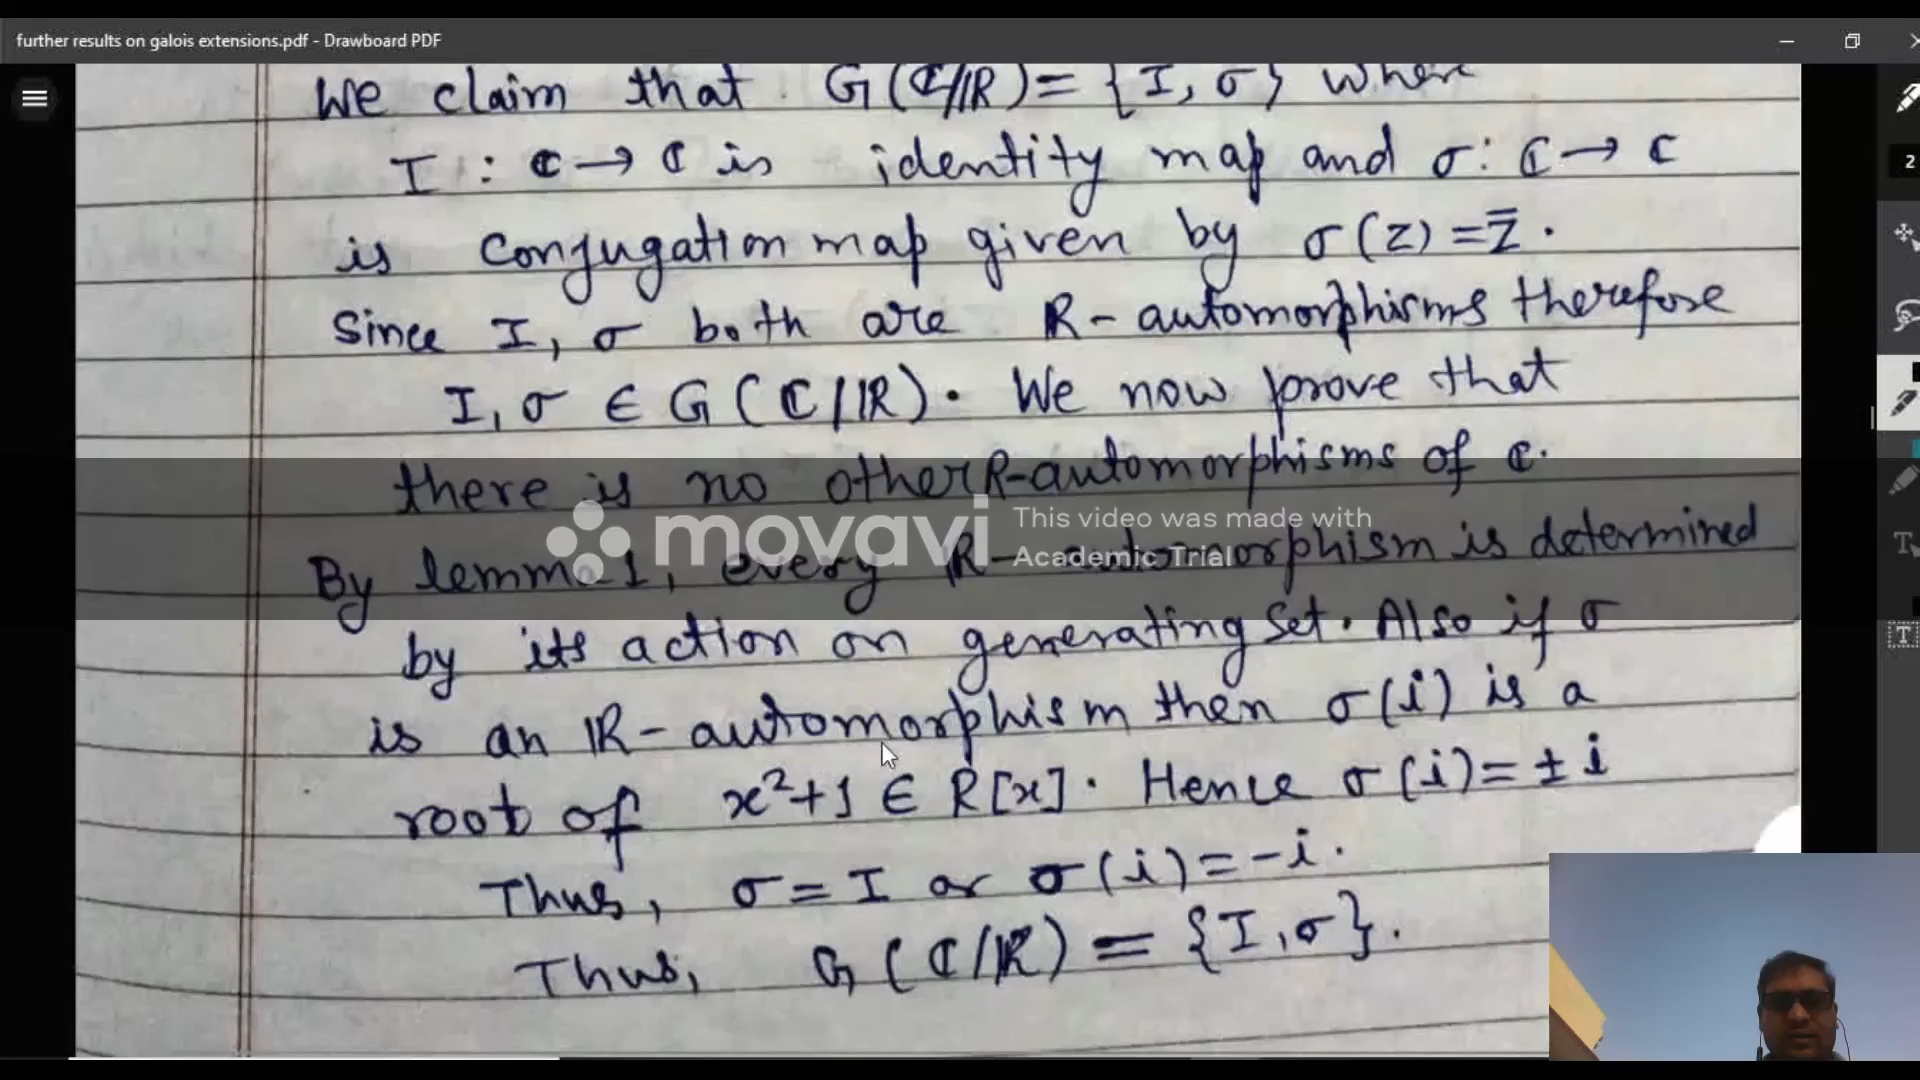 further results on galois extensions.pdf - Drawboard PDF
We claim that G(ℂ/ℝ) = {I, σ} where
I : ℂ → ℂ is identity map and σ : ℂ → ℂ
is conjugation map given by σ(z) = z̄.
Since I, σ both are R-automorphisms therefore
I, σ ∈ G(ℂ/ℝ). We now prove that
there is no other R-automorphisms of ℂ.
movavi This video was made with
Academic Trial
By lemma-1, every R-automorphism is determined
by its action on generating set. Also if σ
is an ℝ-automorphism then σ(i) is a
root of x²+1 ∈ R[x]. Hence σ(i) = ± i
Thus, σ = I or σ(i) = -i.
Thus, G(ℂ/ℝ) = {I, σ}.
2
T
T